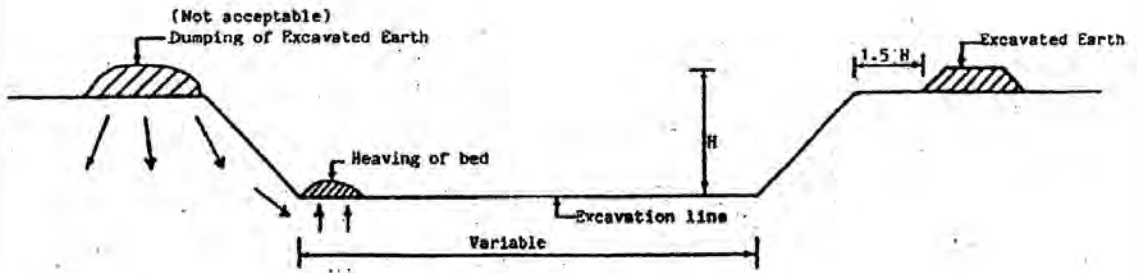 (Not acceptable)
Dumping of Excavated Earth
Excavated Earth
1.5 H
H
Heaving of bed
Excavation line
Variable